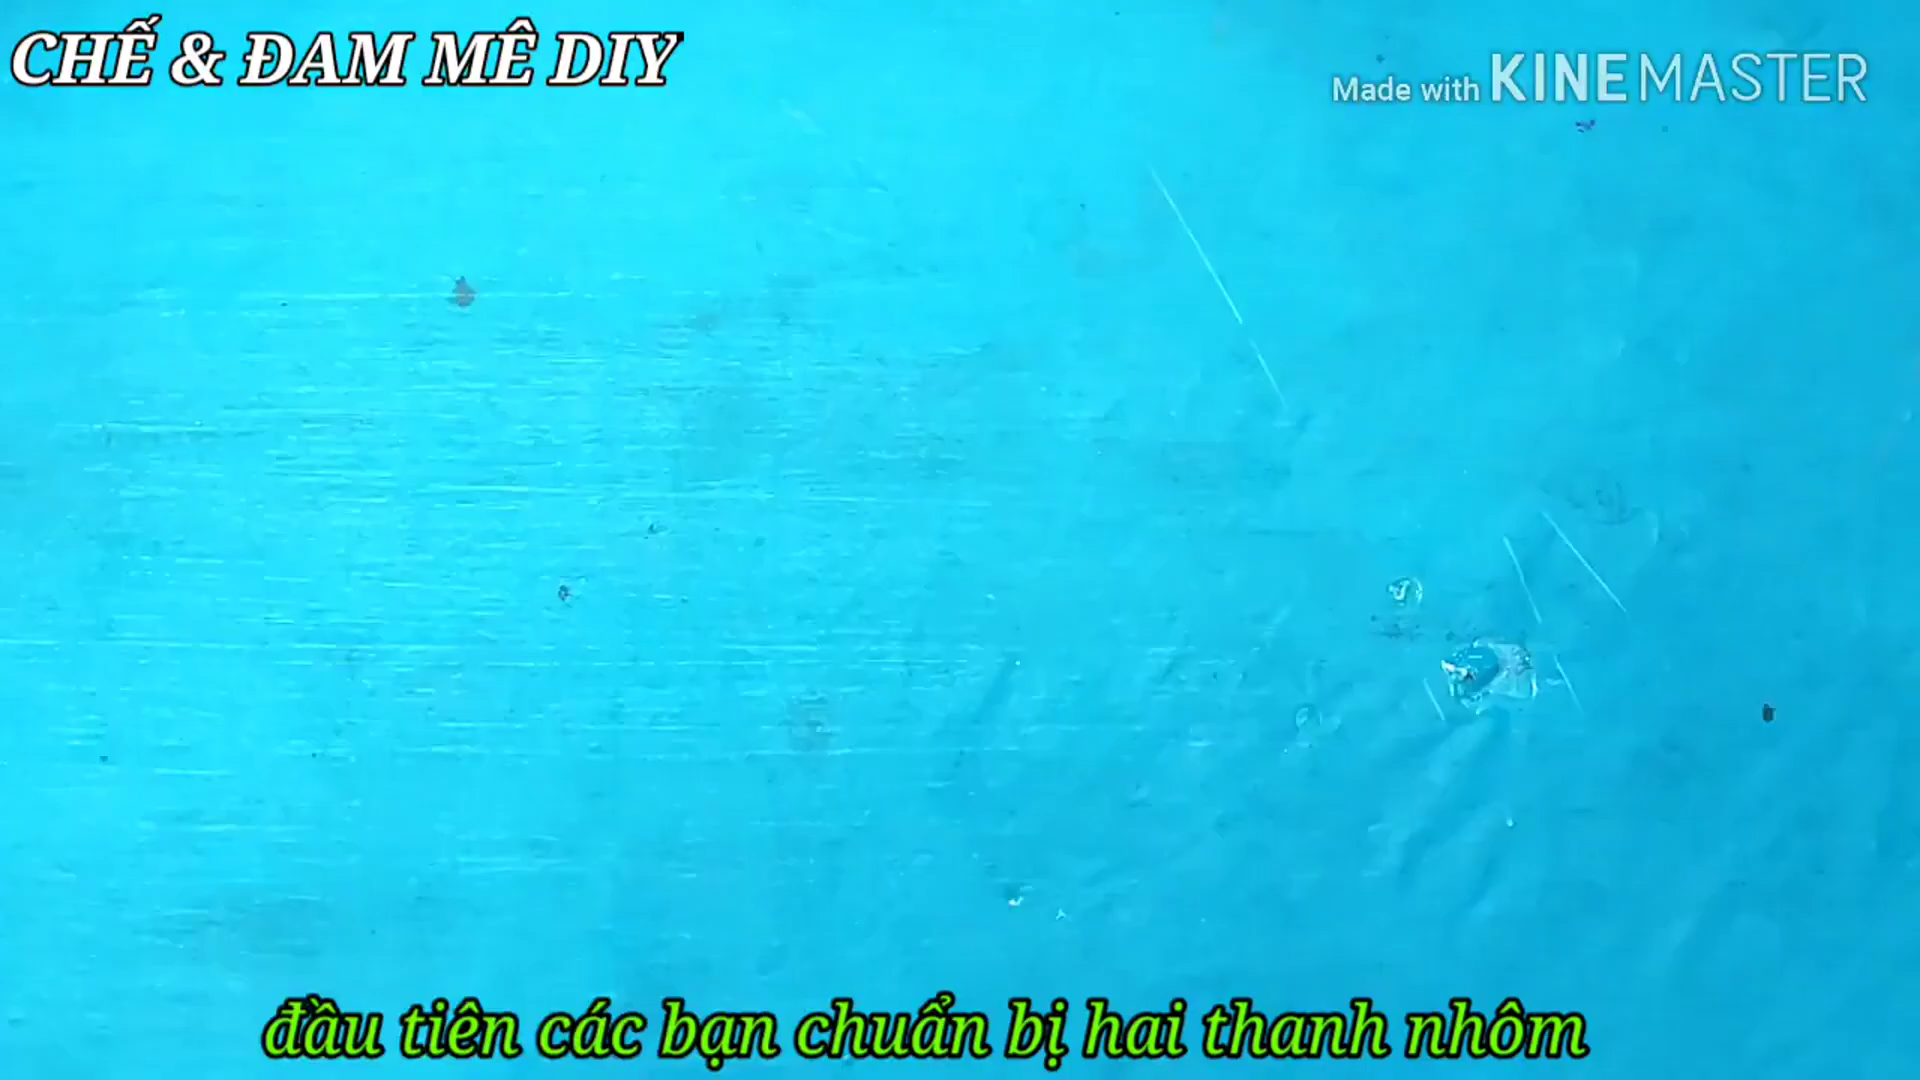 CHẾ & ĐAM MÊ DIY
Made with KINEMASTER
đầu tiên các bạn chuẩn bị hai thanh nhôm